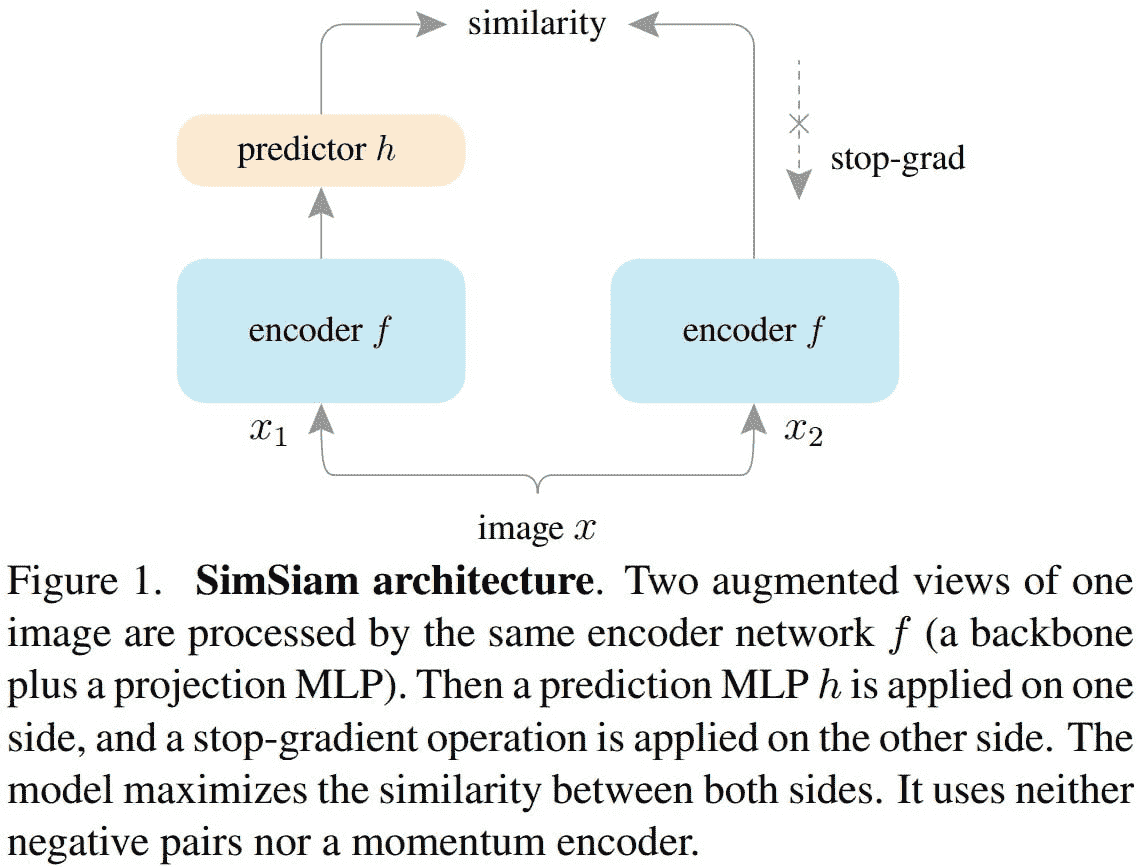 similarity
predictor h
stop-grad
encoder f
encoder f
x1
x2
image x
Figure 1. SimSiam architecture. Two augmented views of one
image are processed by the same encoder network f (a backbone
plus a projection MLP). Then a prediction MLP h is applied on one
side, and a stop-gradient operation is applied on the other side. The
model maximizes the similarity between both sides. It uses neither
negative pairs nor a momentum encoder.